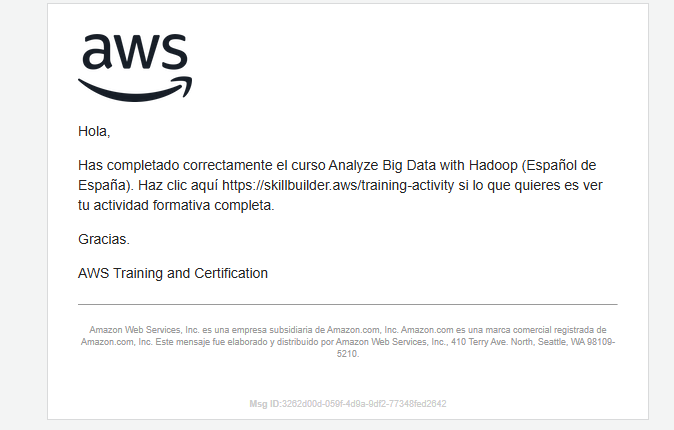 aws
Hola,
Has completado correctamente el curso Analyze Big Data with Hadoop (Español de
España). Haz clic aquí https://skillbuilder.aws/training-activity si lo que quieres es ver
tu actividad formativa completa.
Gracias.
AWS Training and Certification
Amazon Web Services, Inc. es una empresa subsidiaria de Amazon.com, Inc. Amazon.com es una marca comercial registrada de
Amazon.com, Inc. Este mensaje fue elaborado y distribuido por Amazon Web Services, Inc., 410 Terry Ave. North, Seattle, WA 98109-
5210.
Msg ID:3262d00d-059f-4d9a-9df2-77348fed2642